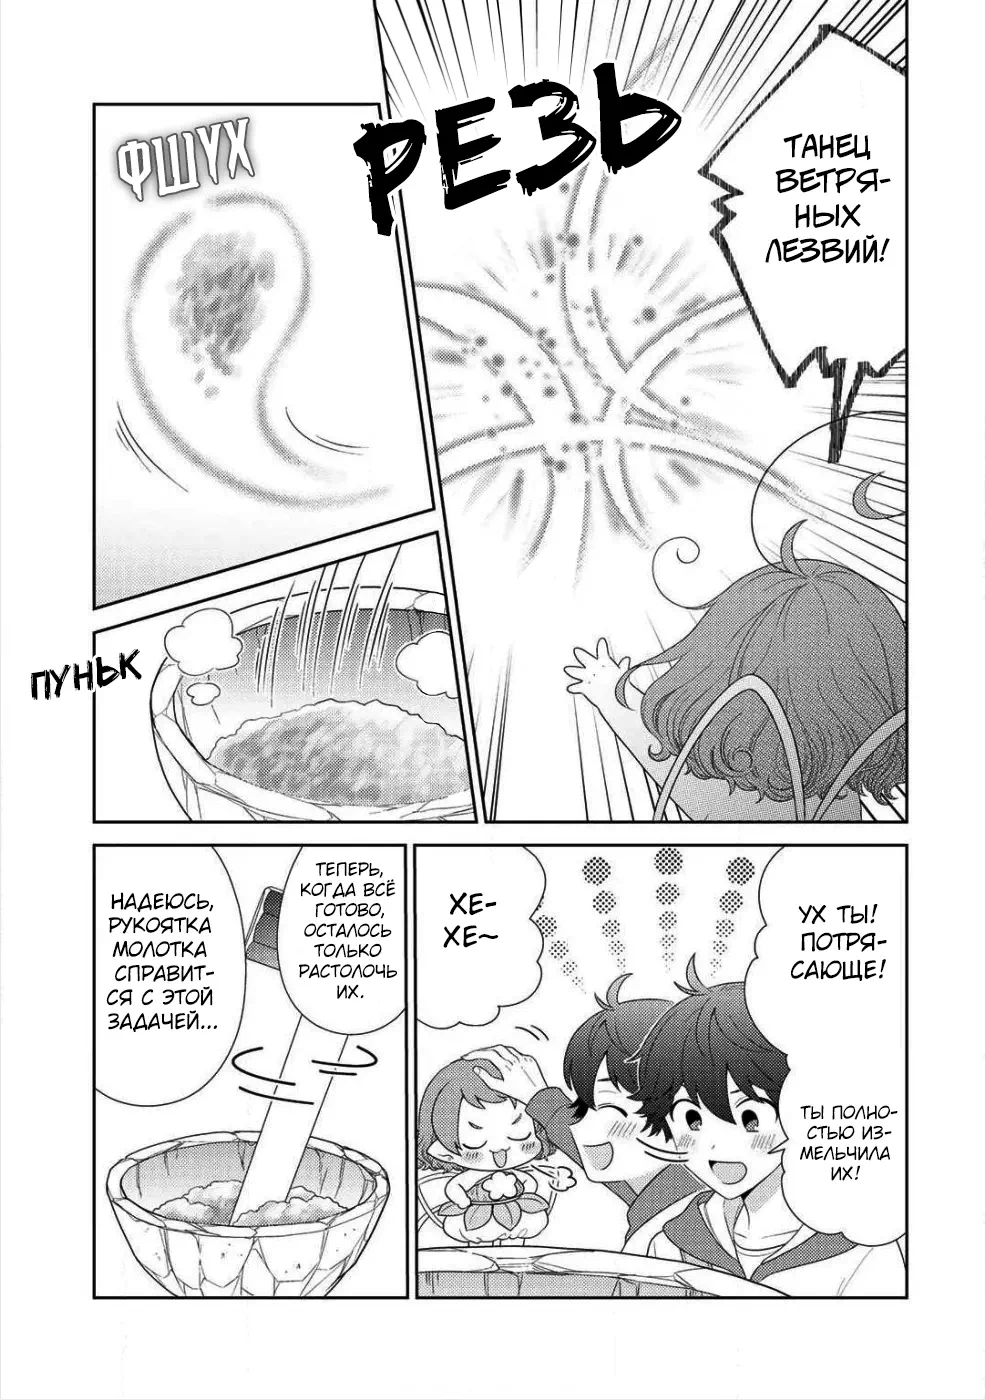 ТАНЕЦ
ВЕТРЯ-
НЫХ
ЛЕЗВИЙ!
РЕЗЬ
ФШУХ
ПУНЬК
УХ ТЫ!
ПОТРЯ-
САЮЩЕ!
ТЫ ПОЛНО-
СТЬЮ ИЗ-
МЕЛЬЧИЛА
ИХ!
ХЕ-
ХЕ~
ТЕПЕРЬ,
КОГДА ВСЁ
ГОТОВО,
ОСТАЛОСЬ
ТОЛЬКО
РАСТОЛОЧЬ
ИХ.
НАДЕЮСЬ,
РУКОЯТКА
МОЛОТКА
СПРАВИТ-
СЯ С ЭТОЙ
ЗАДАЧЕЙ...